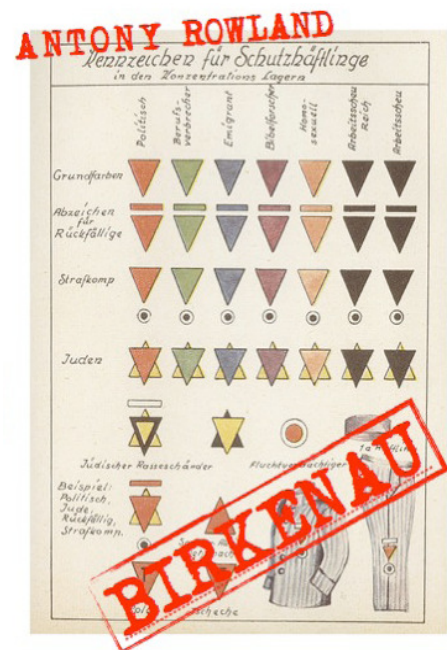 ANTONY ROWLAND
Kennzeichen für Schutzhäftlinge
in den Konzentrations Lagern
Politisch
Berufs-
verbrecher
Emigrant
Bibelforscher
Homo-
sexuell
Arbeitsscheu
Reich
Arbeitsscheu
Grundfarben
Abzeichen
für
Rückfällige
Strafkomp
Juden
Jüdischer Rasseschänder
Fluchtverdächtiger
Beispiel:
Politisch,
Jude,
Rückfällig,
Strafkomp.
BIRKENAU